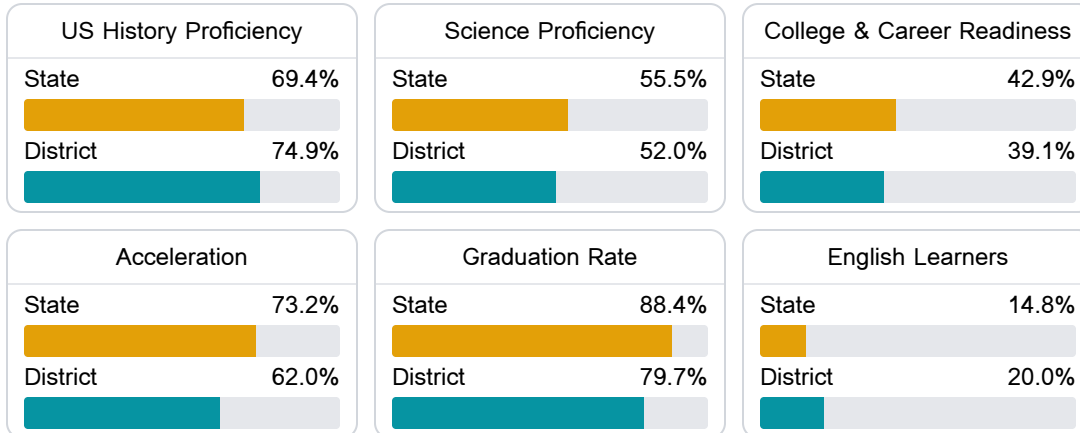 US History Proficiency
State 69.4%
District 74.9%
Science Proficiency
State 55.5%
District 52.0%
College & Career Readiness
State 42.9%
District 39.1%
Acceleration
State 73.2%
District 62.0%
Graduation Rate
State 88.4%
District 79.7%
English Learners
State 14.8%
District 20.0%